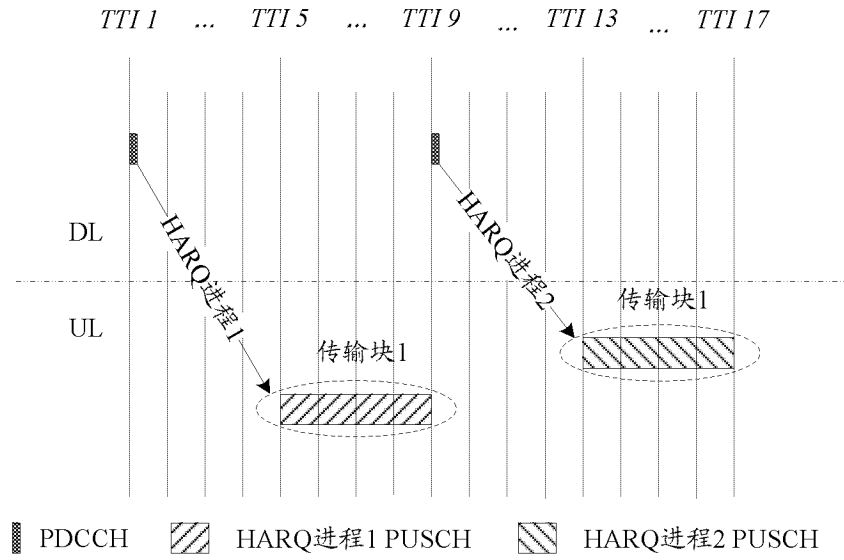 TTI 1 ... TTI 5 ... TTI 9 ... TTI 13 ... TTI 17
DL
HARQ进程1
HARQ进程2
UL
传输块1
传输块1
PDCCH HARQ进程1 PUSCH HARQ进程2 PUSCH